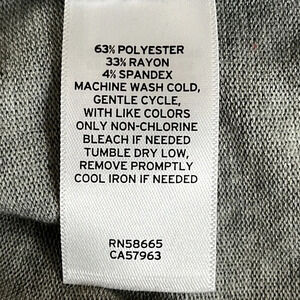 63% POLYESTER
33% RAYON
4% SPANDEX
MACHINE WASH COLD,
GENTLE CYCLE,
WITH LIKE COLORS
ONLY NON-CHLORINE
BLEACH IF NEEDED
TUMBLE DRY LOW,
REMOVE PROMPTLY
COOL IRON IF NEEDED
RN58665
CA57963